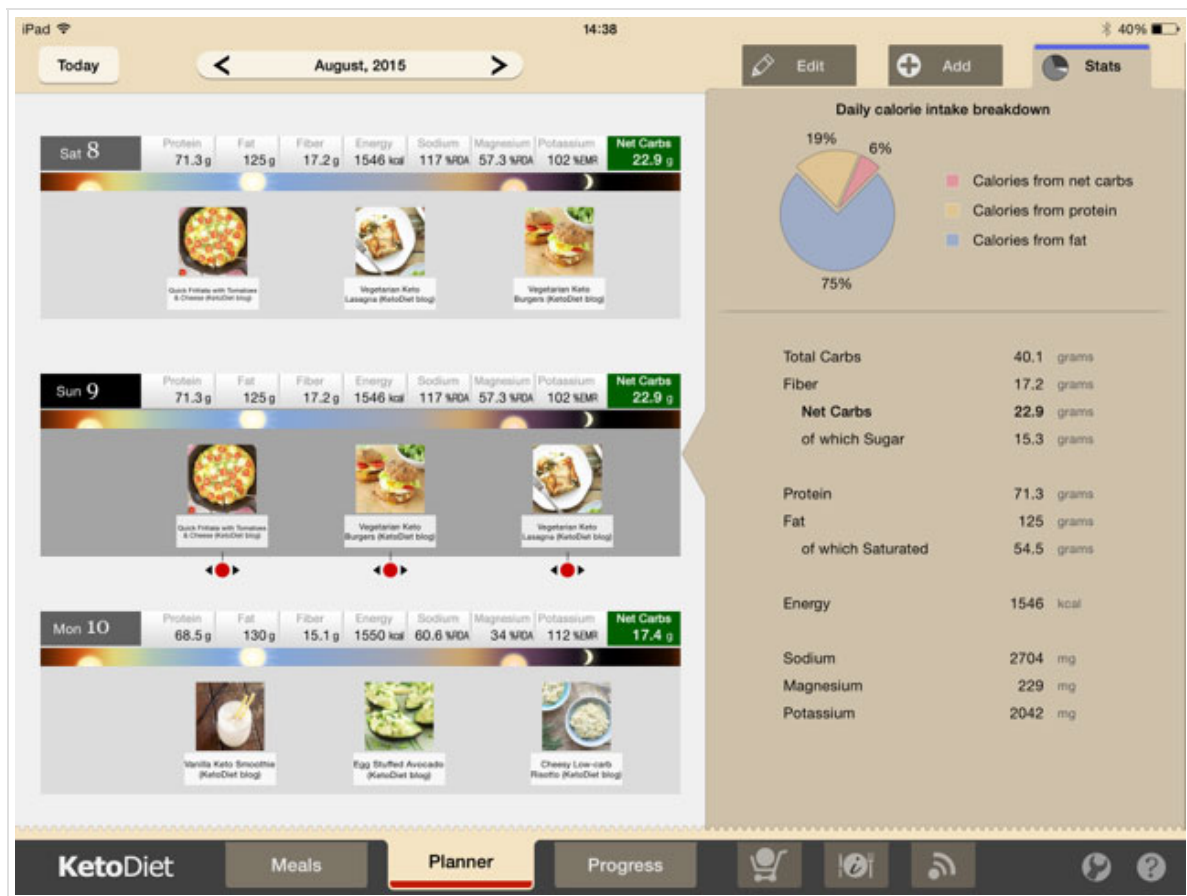 iPad 14:38 40%
Today < August, 2015 > Edit Add Stats
Daily calorie intake breakdown
19%
6%
75%
Calories from net carbs
Calories from protein
Calories from fat
Sat 8
Protein Fat Fiber Energy Sodium Magnesium Potassium Net Carbs
71.3 g 125 g 17.2 g 1546 kcal 117 %RDA 57.3 %RDA 102 %EMR 22.9 g
Quick Frittata with Tomatoes
& Cheese (KetoDiet blog)
Vegetarian Keto
Lasagna (KetoDiet blog)
Vegetarian Keto
Burgers (KetoDiet blog)
Sun 9
Protein Fat Fiber Energy Sodium Magnesium Potassium Net Carbs
71.3 g 125 g 17.2 g 1546 kcal 117 %RDA 57.3 %RDA 102 %EMR 22.9 g
Quick Frittata with Tomatoes
& Cheese (KetoDiet blog)
Vegetarian Keto
Burgers (KetoDiet blog)
Vegetarian Keto
Lasagna (KetoDiet blog)
Mon 10
Protein Fat Fiber Energy Sodium Magnesium Potassium Net Carbs
68.5 g 130 g 15.1 g 1550 kcal 60.6 %RDA 34 %RDA 112 %EMR 17.4 g
Vanilla Keto Smoothie
(KetoDiet blog)
Egg Stuffed Avocado
(KetoDiet blog)
Cheesy Low-carb
Risotto (KetoDiet blog)
Total Carbs 40.1 grams
Fiber 17.2 grams
Net Carbs 22.9 grams
of which Sugar 15.3 grams
Protein 71.3 grams
Fat 125 grams
of which Saturated 54.5 grams
Energy 1546 kcal
Sodium 2704 mg
Magnesium 229 mg
Potassium 2042 mg
KetoDiet Meals Planner Progress ?